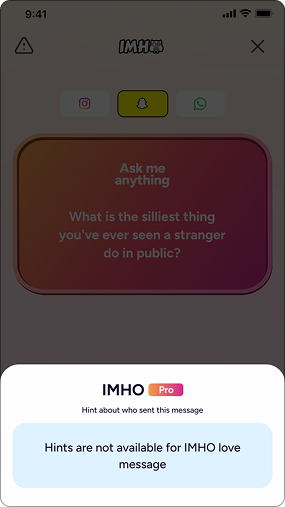 9:41
IMHO
Ask me
anything
What is the silliest thing
you've ever seen a stranger
do in public?
IMHO Pro
Hint about who sent this message
Hints are not available for IMHO love
message